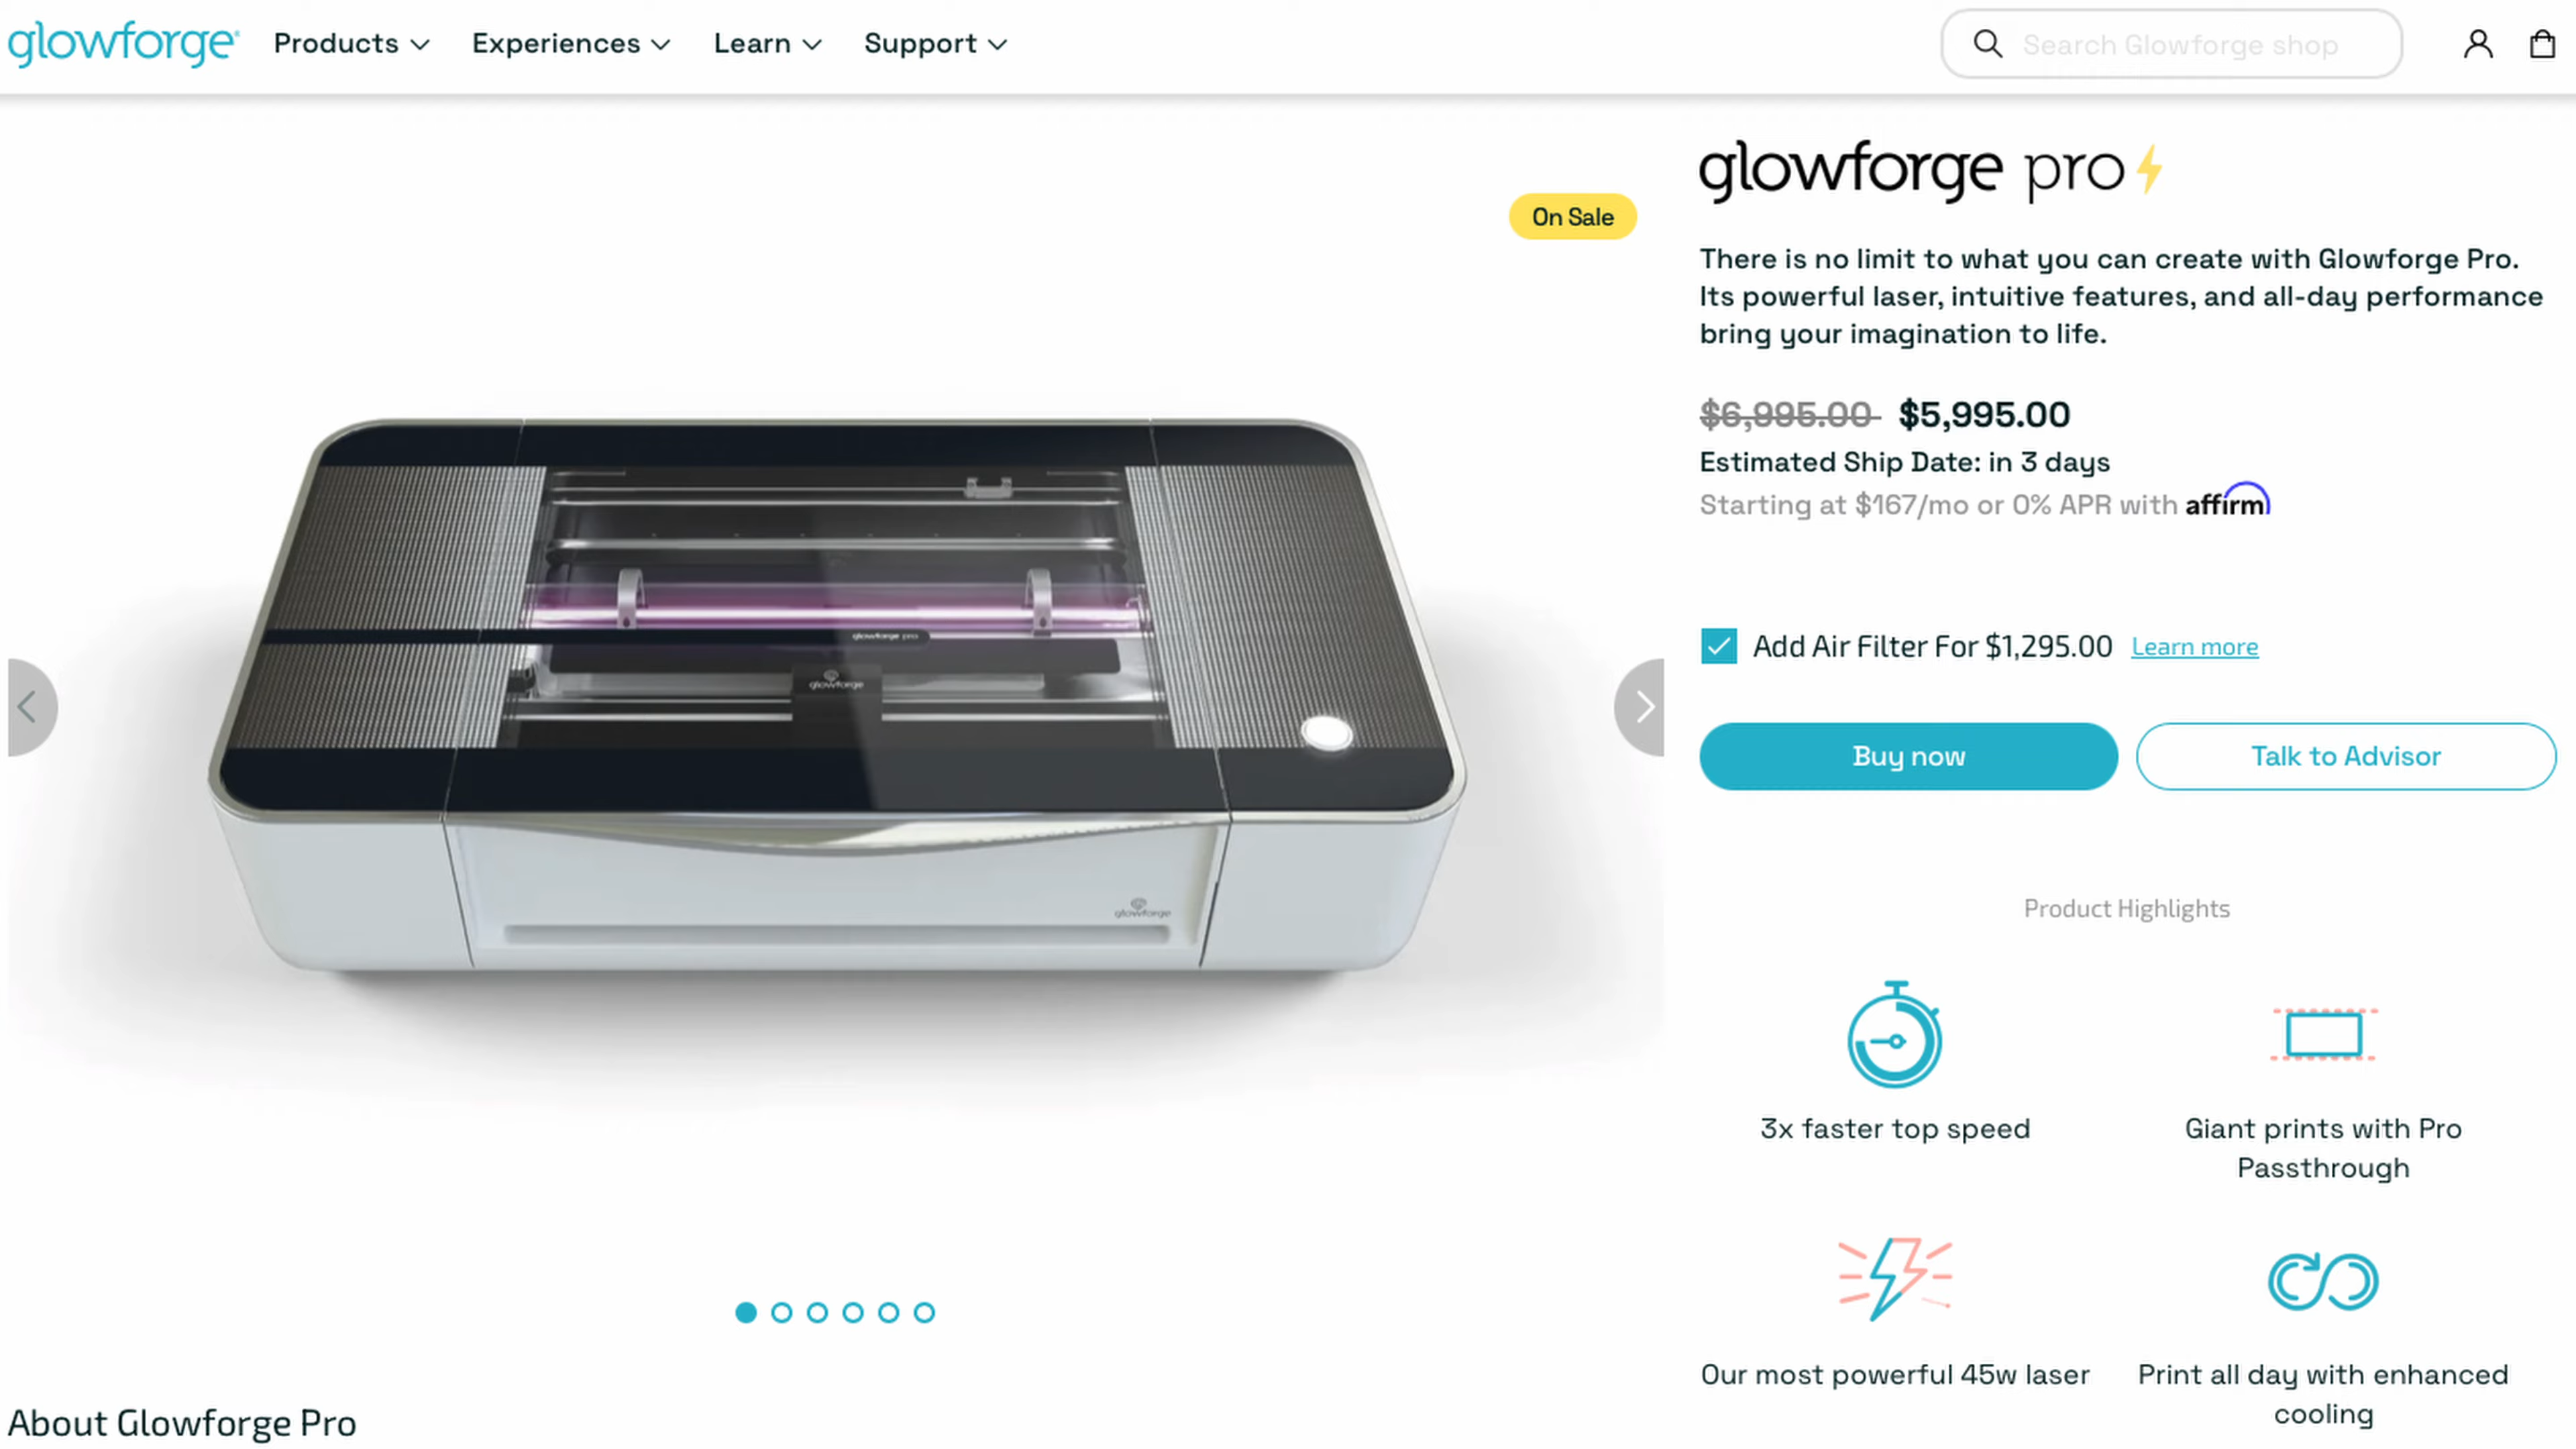 glowforge
Products
Experiences
Learn
Support
Search Glowforge shop
On Sale
glowforge pro
glowforge
glowforge
glowforge pro
There is no limit to what you can create with Glowforge Pro.
Its powerful laser, intuitive features, and all-day performance
bring your imagination to life.
$6,995.00 $5,995.00
Estimated Ship Date: in 3 days
Starting at $167/mo or 0% APR with affirm
Add Air Filter For $1,295.00 Learn more
Buy now
Talk to Advisor
Product Highlights
3x faster top speed
Giant prints with Pro
Passthrough
Our most powerful 45w laser
Print all day with enhanced
cooling
About Glowforge Pro